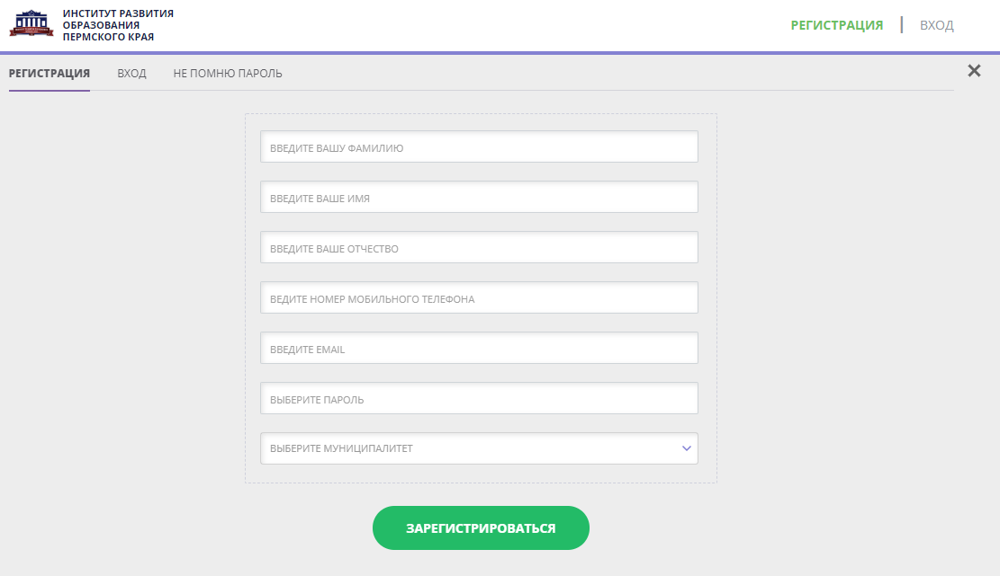 ИНСТИТУТ РАЗВИТИЯ
ОБРАЗОВАНИЯ
ПЕРМСКОГО КРАЯ
РЕГИСТРАЦИЯ | ВХОД
РЕГИСТРАЦИЯ ВХОД НЕ ПОМНЮ ПАРОЛЬ
ВВЕДИТЕ ВАШУ ФАМИЛИЮ
ВВЕДИТЕ ВАШЕ ИМЯ
ВВЕДИТЕ ВАШЕ ОТЧЕСТВО
ВЕДИТЕ НОМЕР МОБИЛЬНОГО ТЕЛЕФОНА
ВВЕДИТЕ EMAIL
ВЫБЕРИТЕ ПАРОЛЬ
ВЫБЕРИТЕ МУНИЦИПАЛИТЕТ
ЗАРЕГИСТРИРОВАТЬСЯ